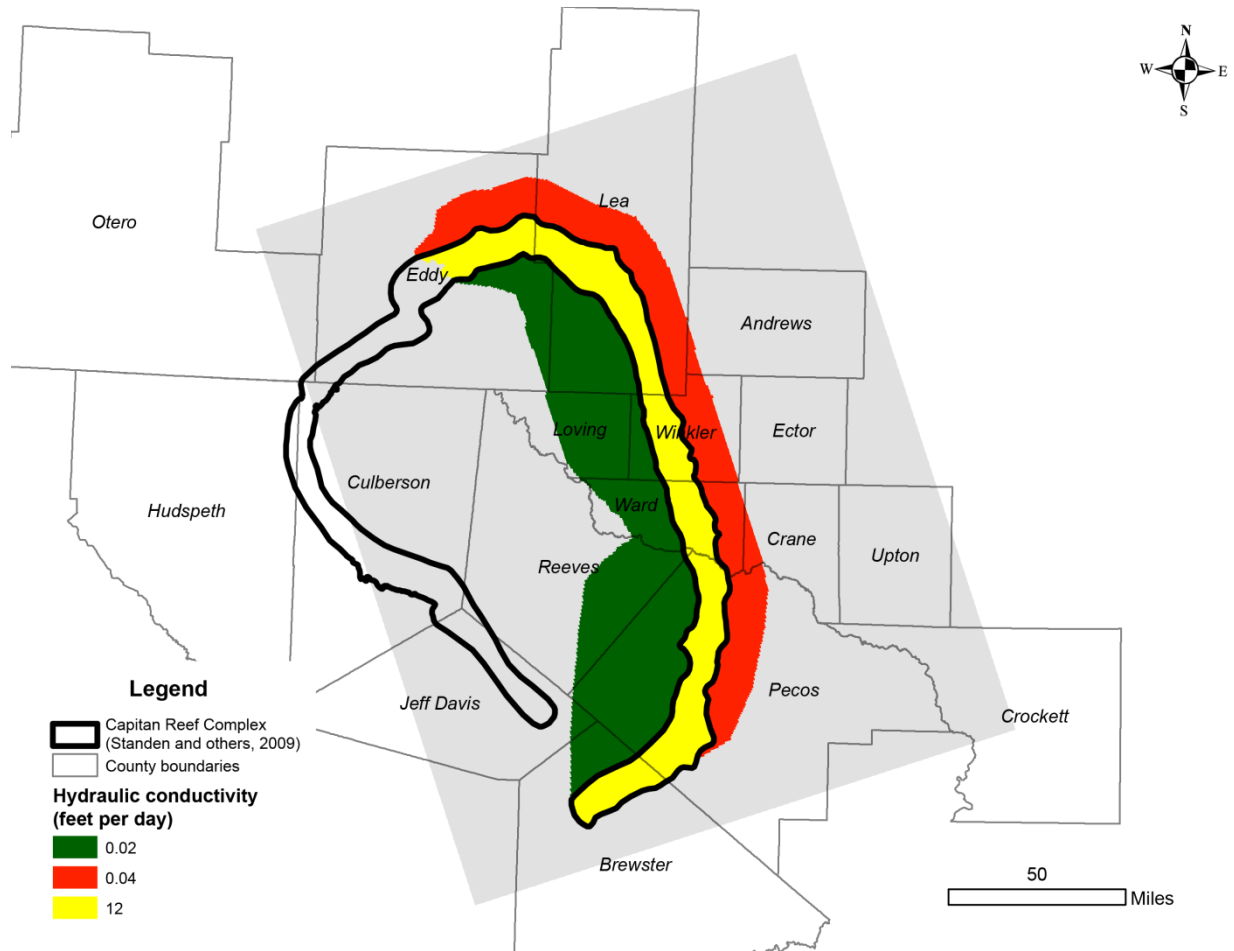 N
W E
S
Lea
Otero
Eddy
Andrews
Loving
Winkler
Ector
Culberson
Hudspeth
Ward
Crane
Upton
Reeves
Pecos
Jeff Davis
Crockett
Brewster
Legend
Capitan Reef Complex
(Standen and others, 2009)
County boundaries
Hydraulic conductivity
(feet per day)
0.02
0.04
12
50
Miles